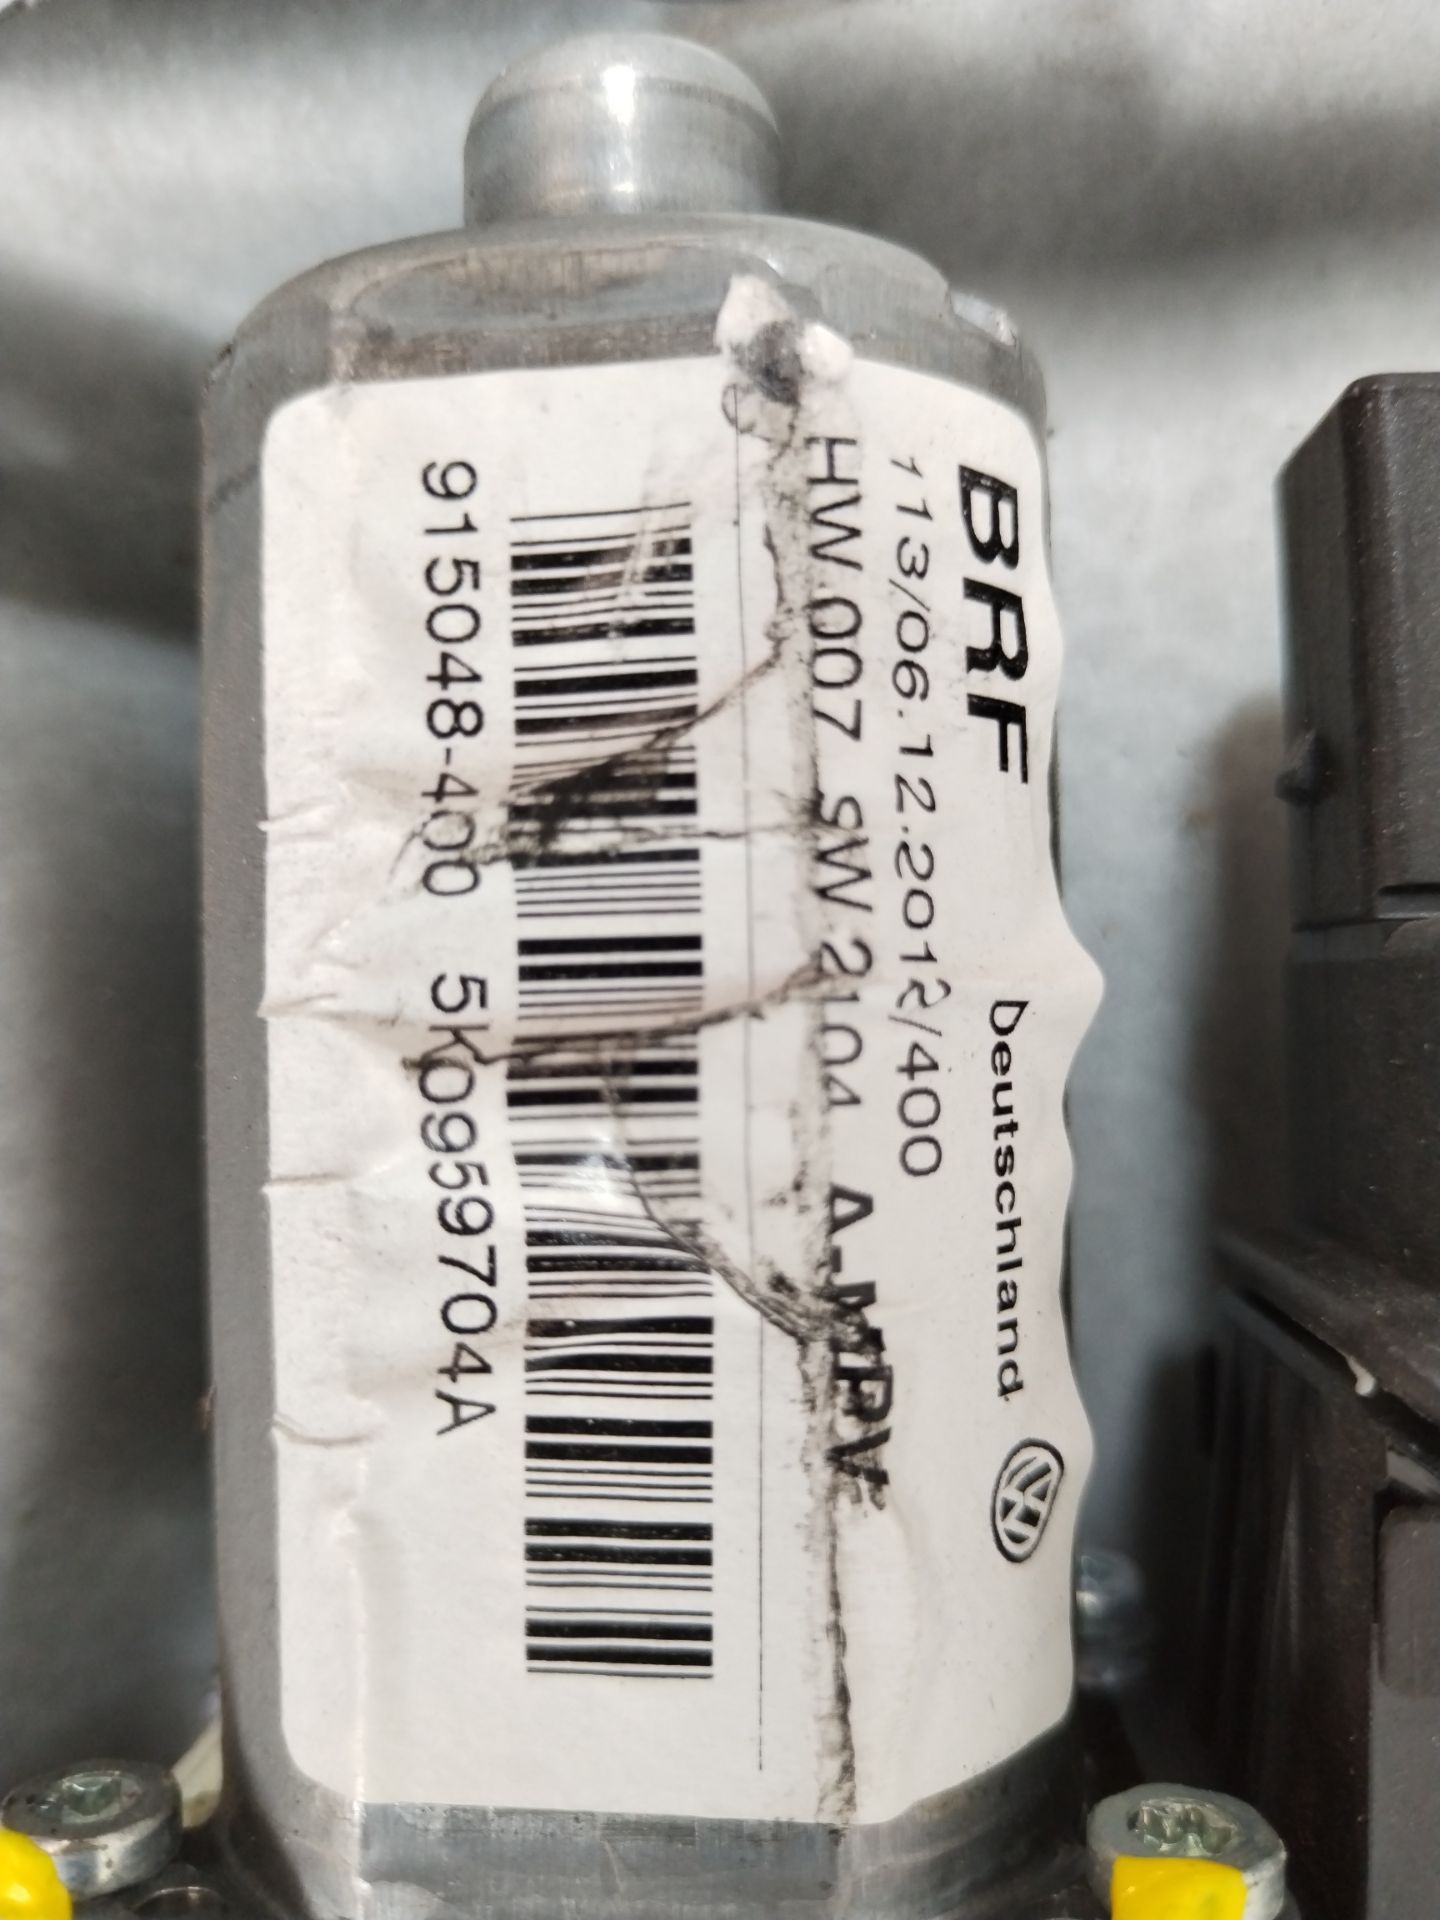 BRF Deutschland
113/06.12.2012/400
HW.007 SW.2104 A-MPV
915048-400 5K0959704A